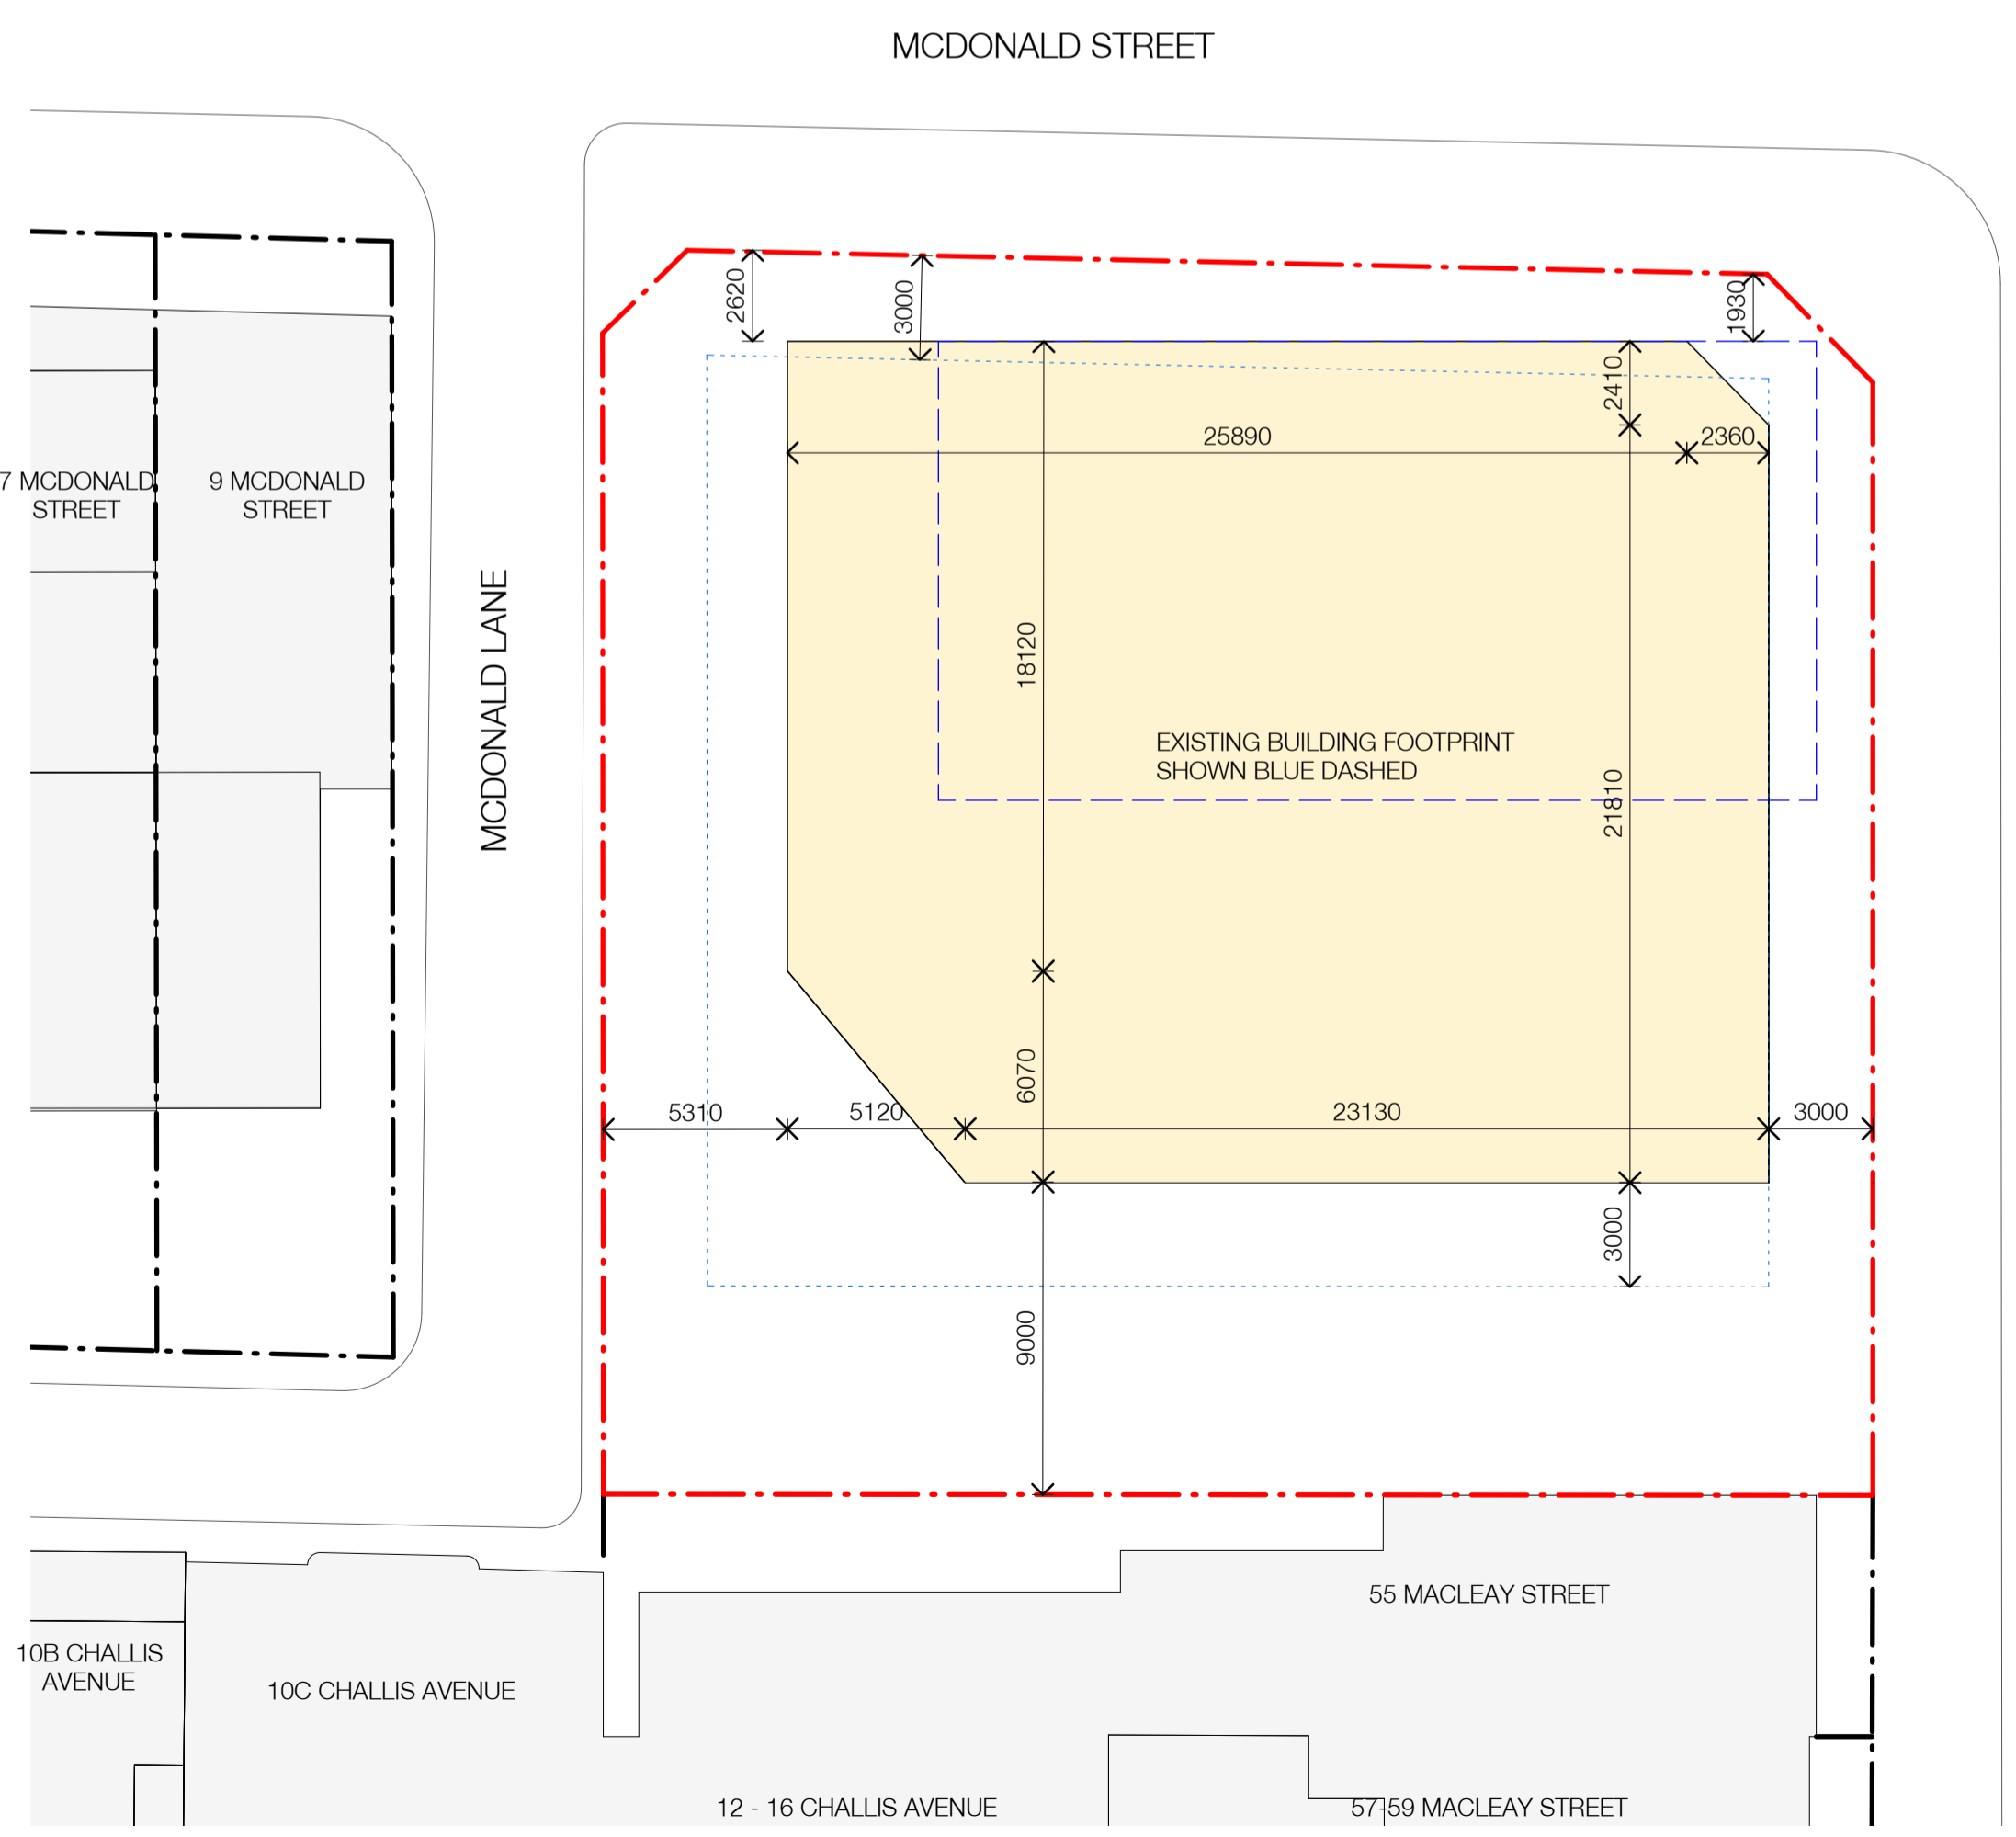 MCDONALD STREET
2620
3000
1930
2410
25890
2360
7 MCDONALD
STREET
9 MCDONALD
STREET
MCDONALD LANE
18120
EXISTING BUILDING FOOTPRINT
SHOWN BLUE DASHED
21810
6070
5310
5120
23130
3000
3000
9000
55 MACLEAY STREET
10B CHALLIS
AVENUE
10C CHALLIS AVENUE
12 - 16 CHALLIS AVENUE
57-59 MACLEAY STREET